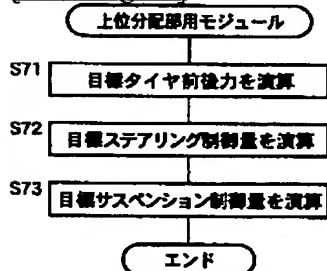 上位分配部用モジュール
S71
目標タイヤ前後力を演算
S72
目標ステアリング制御量を演算
S73
目標サスペンション制御量を演算
エンド